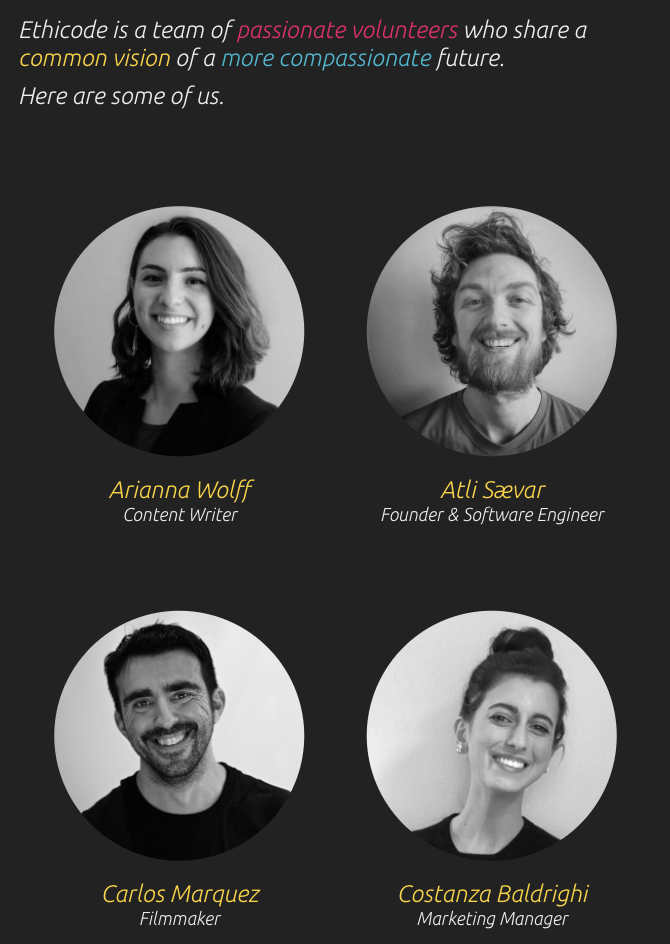 Ethicode is a team of passionate volunteers who share a
common vision of a more compassionate future.
Here are some of us.
Arianna Wolff
Content Writer
Atli Sævar
Founder & Software Engineer
Carlos Marquez
Filmmaker
Costanza Baldrighi
Marketing Manager